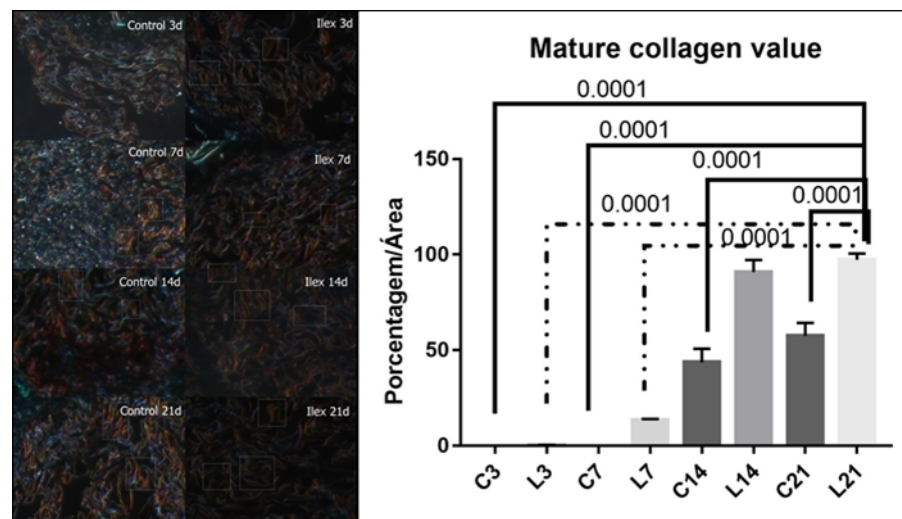 Control 3d
Ilex 3d
Control 7d
Ilex 7d
Control 14d
Ilex 14d
Control 21d
Ilex 21d
Mature collagen value
0.0001
0.0001
0.0001
0.0001
0.0001
0.0001
Porcentagem/Área
150
100
50
0
C3
L3
C7
L7
C14
L14
C21
L21